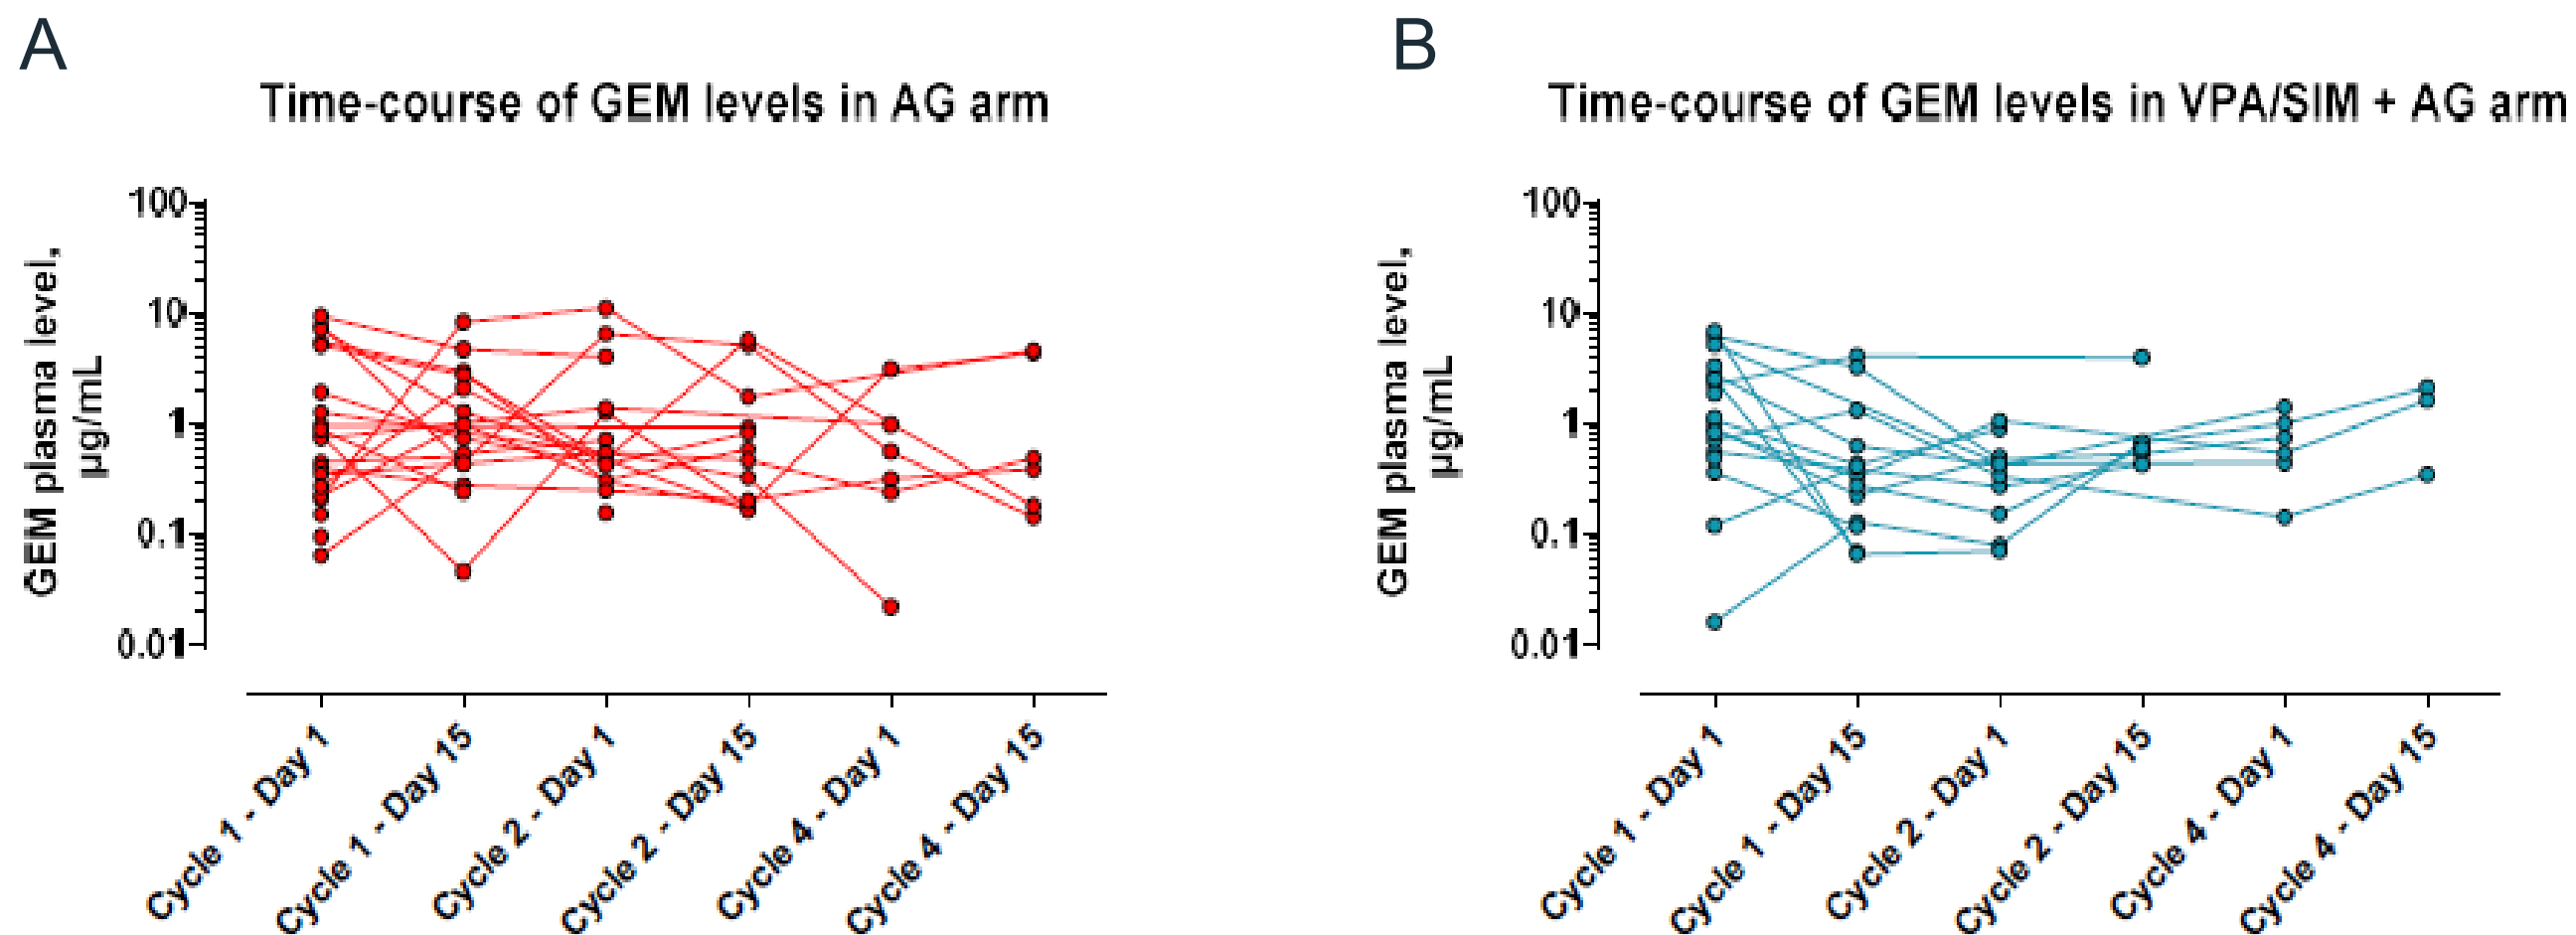 A
Time-course of GEM levels in AG arm
GEM plasma level,
µg/mL
100
10
1
0.1
0.01
Cycle 1 - Day 1
Cycle 1 - Day 15
Cycle 2 - Day 1
Cycle 2 - Day 15
Cycle 4 - Day 1
Cycle 4 - Day 15
B
Time-course of GEM levels in VPA/SIM + AG arm
GEM plasma level,
µg/mL
100
10
1
0.1
0.01
Cycle 1 - Day 1
Cycle 1 - Day 15
Cycle 2 - Day 1
Cycle 2 - Day 15
Cycle 4 - Day 1
Cycle 4 - Day 15